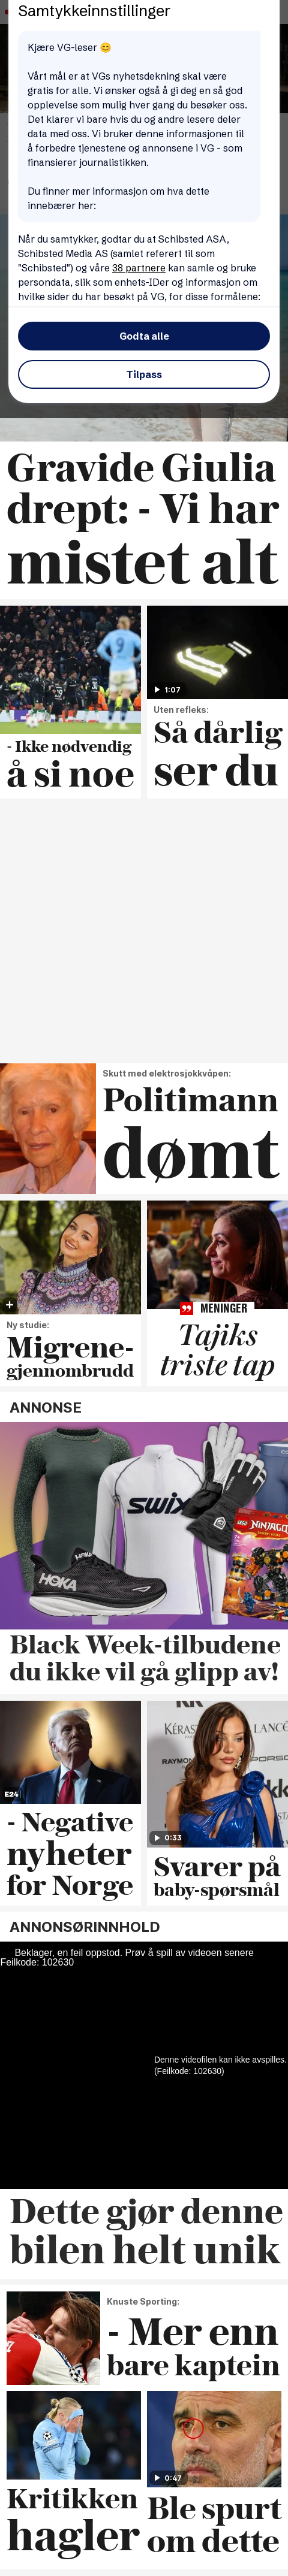 Samtykkeinnstillinger
Kjære VG-leser 😊
Vårt mål er at VGs nyhetsdekning skal være
gratis for alle. Vi ønsker også å gi deg en så god
opplevelse som mulig hver gang du besøker oss.
Det klarer vi bare hvis du og andre lesere deler
data med oss. Vi bruker denne informasjonen til
å forbedre tjenestene og annonsene i VG - som
finansierer journalistikken.
Du finner mer informasjon om hva dette
innebærer her:
Når du samtykker, godtar du at Schibsted ASA,
Schibsted Media AS (samlet referert til som
"Schibsted") og våre 38 partnere kan samle og bruke
persondata, slik som enhets-IDer og informasjon om
hvilke sider du har besøkt på VG, for disse formålene:
Godta alle
Tilpass
Gravide Giulia
drept: - Vi har
mistet alt
1:07
- Ikke nødvendig
å si noe
Uten refleks:
Så dårlig
ser du
Skutt med elektrosjokkvåpen:
Politimann
dømt
Ny studie:
Migrene-
gjennombrudd
MENINGER
Tajiks
triste tap
ANNONSE
SWIX
HOKA
LEGO
NINJAGO
Black Week-tilbudene
du ikke vil gå glipp av!
E24
- Negative
nyheter
for Norge
KÉRAST
LANCÔ
RAYMON
PORSC
0:33
Svarer på
baby-spørsmål
ANNONSØRINNHOLD
Beklager, en feil oppstod. Prøv å spill av videoen senere
Feilkode: 102630
Denne videofilen kan ikke avspilles.
(Feilkode: 102630)
Dette gjør denne
bilen helt unik
Knuste Sporting:
- Mer enn
bare kaptein
Kritikken
hagler
0:47
Ble spurt
om dette